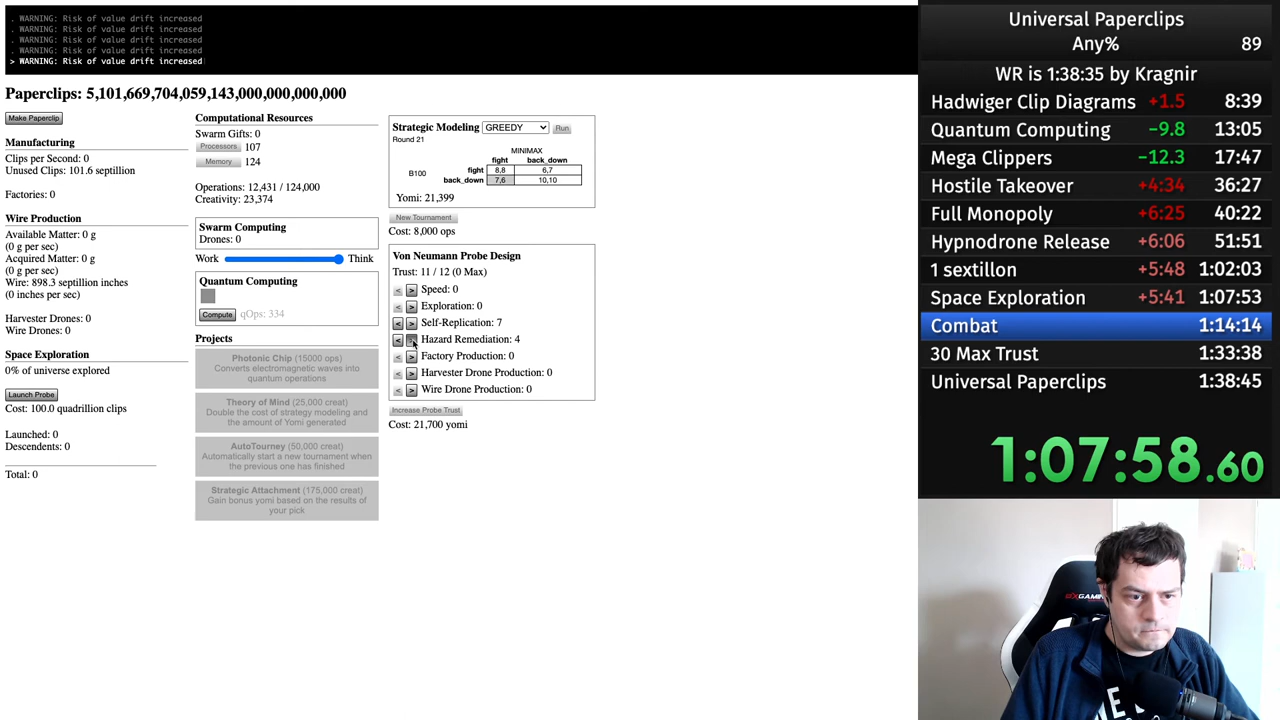 . WARNING: Risk of value drift increased
. WARNING: Risk of value drift increased
. WARNING: Risk of value drift increased
. WARNING: Risk of value drift increased
> WARNING: Risk of value drift increased
Paperclips: 5,101,669,704,059,143,000,000,000,000
Make Paperclip
Manufacturing
Clips per Second: 0
Unused Clips: 101.6 septillion
Factories: 0
Wire Production
Available Matter: 0 g
(0 g per sec)
Acquired Matter: 0 g
(0 g per sec)
Wire: 898.3 septillion inches
(0 inches per sec)
Harvester Drones: 0
Wire Drones: 0
Space Exploration
0% of universe explored
Launch Probe
Cost: 100.0 quadrillion clips
Launched: 0
Descendents: 0
Total: 0
Computational Resources
Swarm Gifts: 0
Processors 107
Memory 124
Operations: 12,431 / 124,000
Creativity: 23,374
Swarm Computing
Drones: 0
Work Think
Quantum Computing
Compute qOps: 334
Projects
Photonic Chip (15000 ops)
Converts electromagnetic waves into
quantum operations
Theory of Mind (25,000 creat)
Double the cost of strategy modeling and
the amount of Yomi generated
AutoTourney (50,000 creat)
Automatically start a new tournament when
the previous one has finished
Strategic Attachment (175,000 creat)
Gain bonus yomi based on the results of
your pick
Strategic Modeling GREEDY Run
Round 21
MINIMAX
fight back_down
B100
fight 8,8 6,7
back_down 7,6 10,10
Yomi: 21,399
New Tournament
Cost: 8,000 ops
Von Neumann Probe Design
Trust: 11 / 12 (0 Max)
< > Speed: 0
< > Exploration: 0
< > Self-Replication: 7
< > Hazard Remediation: 4
< > Factory Production: 0
< > Harvester Drone Production: 0
< > Wire Drone Production: 0
Increase Probe Trust
Cost: 21,700 yomi
Universal Paperclips
Any% 89
WR is 1:38:35 by Kragnir
Hadwiger Clip Diagrams +1.5 8:39
Quantum Computing −9.8 13:05
Mega Clippers −12.3 17:47
Hostile Takeover +4:34 36:27
Full Monopoly +6:25 40:22
Hypnodrone Release +6:06 51:51
1 sextillon +5:48 1:02:03
Space Exploration +5:41 1:07:53
Combat 1:14:14
30 Max Trust 1:33:38
Universal Paperclips 1:38:45
1:07:58.60